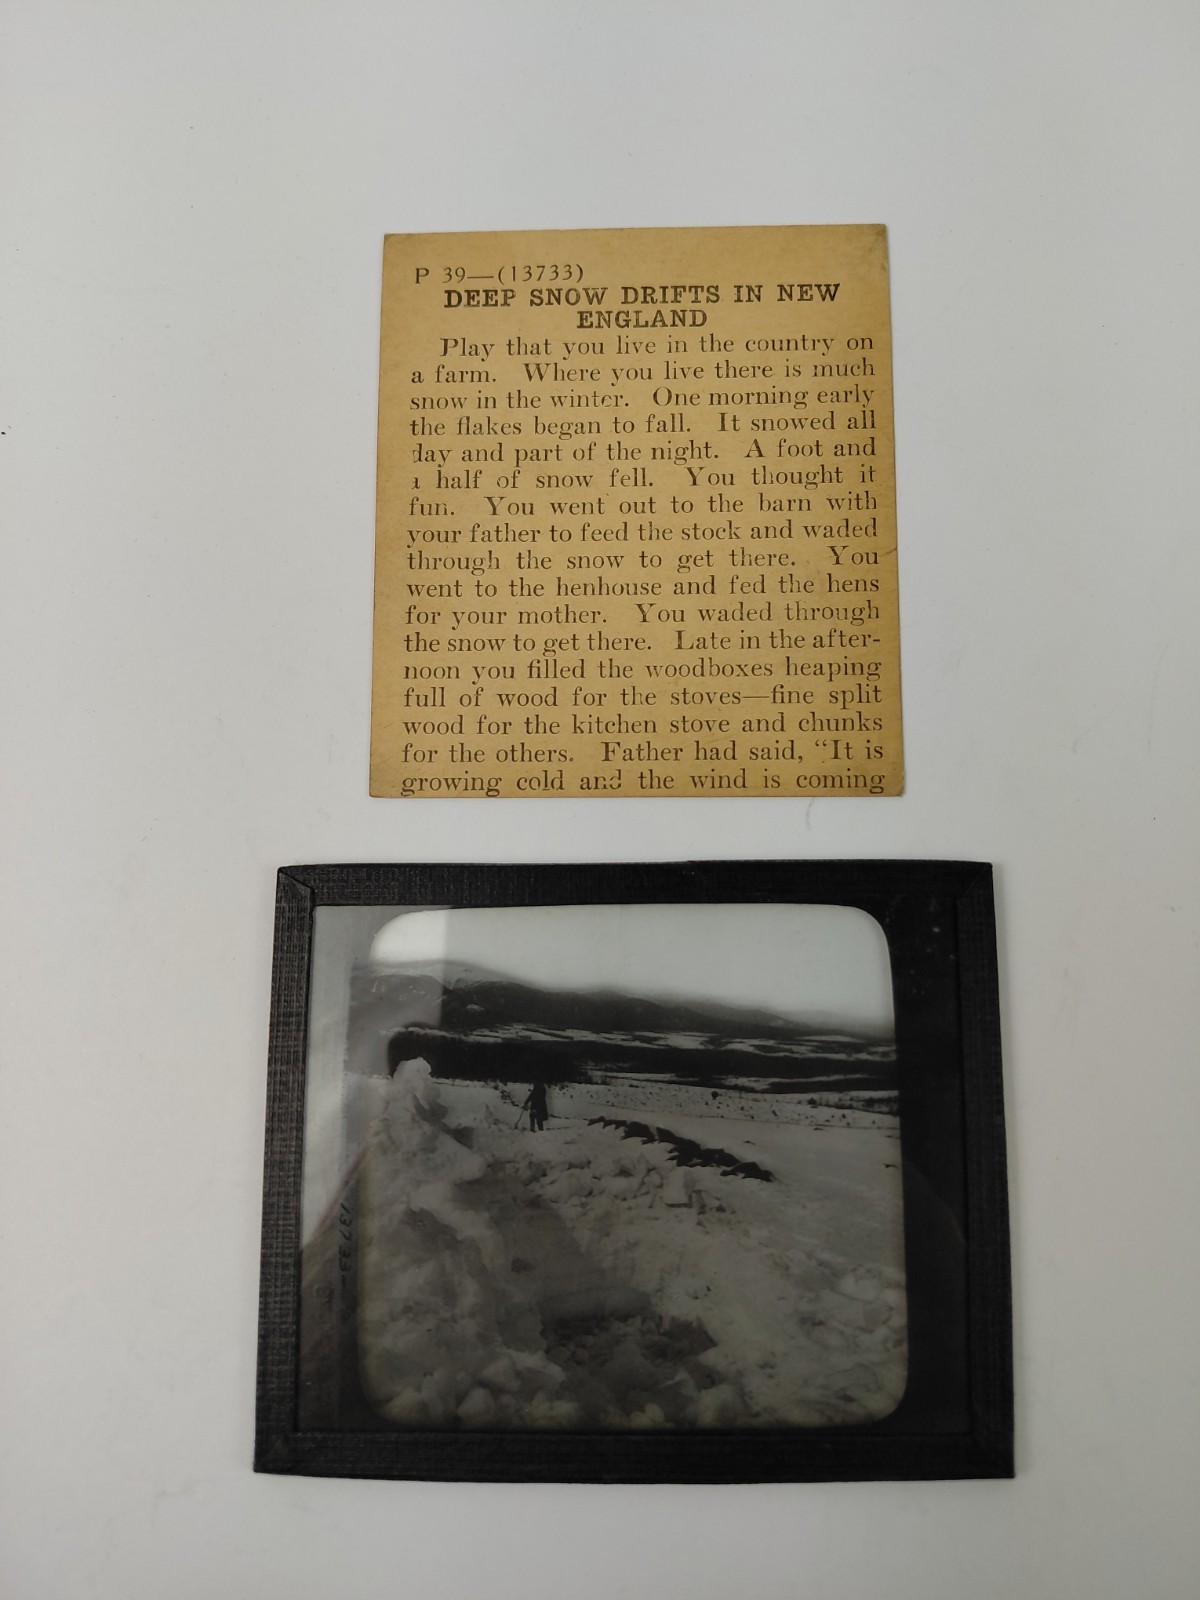 P 39—(13733)
DEEP SNOW DRIFTS IN NEW
ENGLAND
Play that you live in the country on
a farm. Where you live there is much
snow in the winter. One morning early
the flakes began to fall. It snowed all
day and part of the night. A foot and
a half of snow fell. You thought it
fun. You went out to the barn with
your father to feed the stock and waded
through the snow to get there. You
went to the henhouse and fed the hens
for your mother. You waded through
the snow to get there. Late in the after-
noon you filled the woodboxes heaping
full of wood for the stoves—fine split
wood for the kitchen stove and chunks
for the others. Father had said, “It is
growing cold and the wind is coming
13733